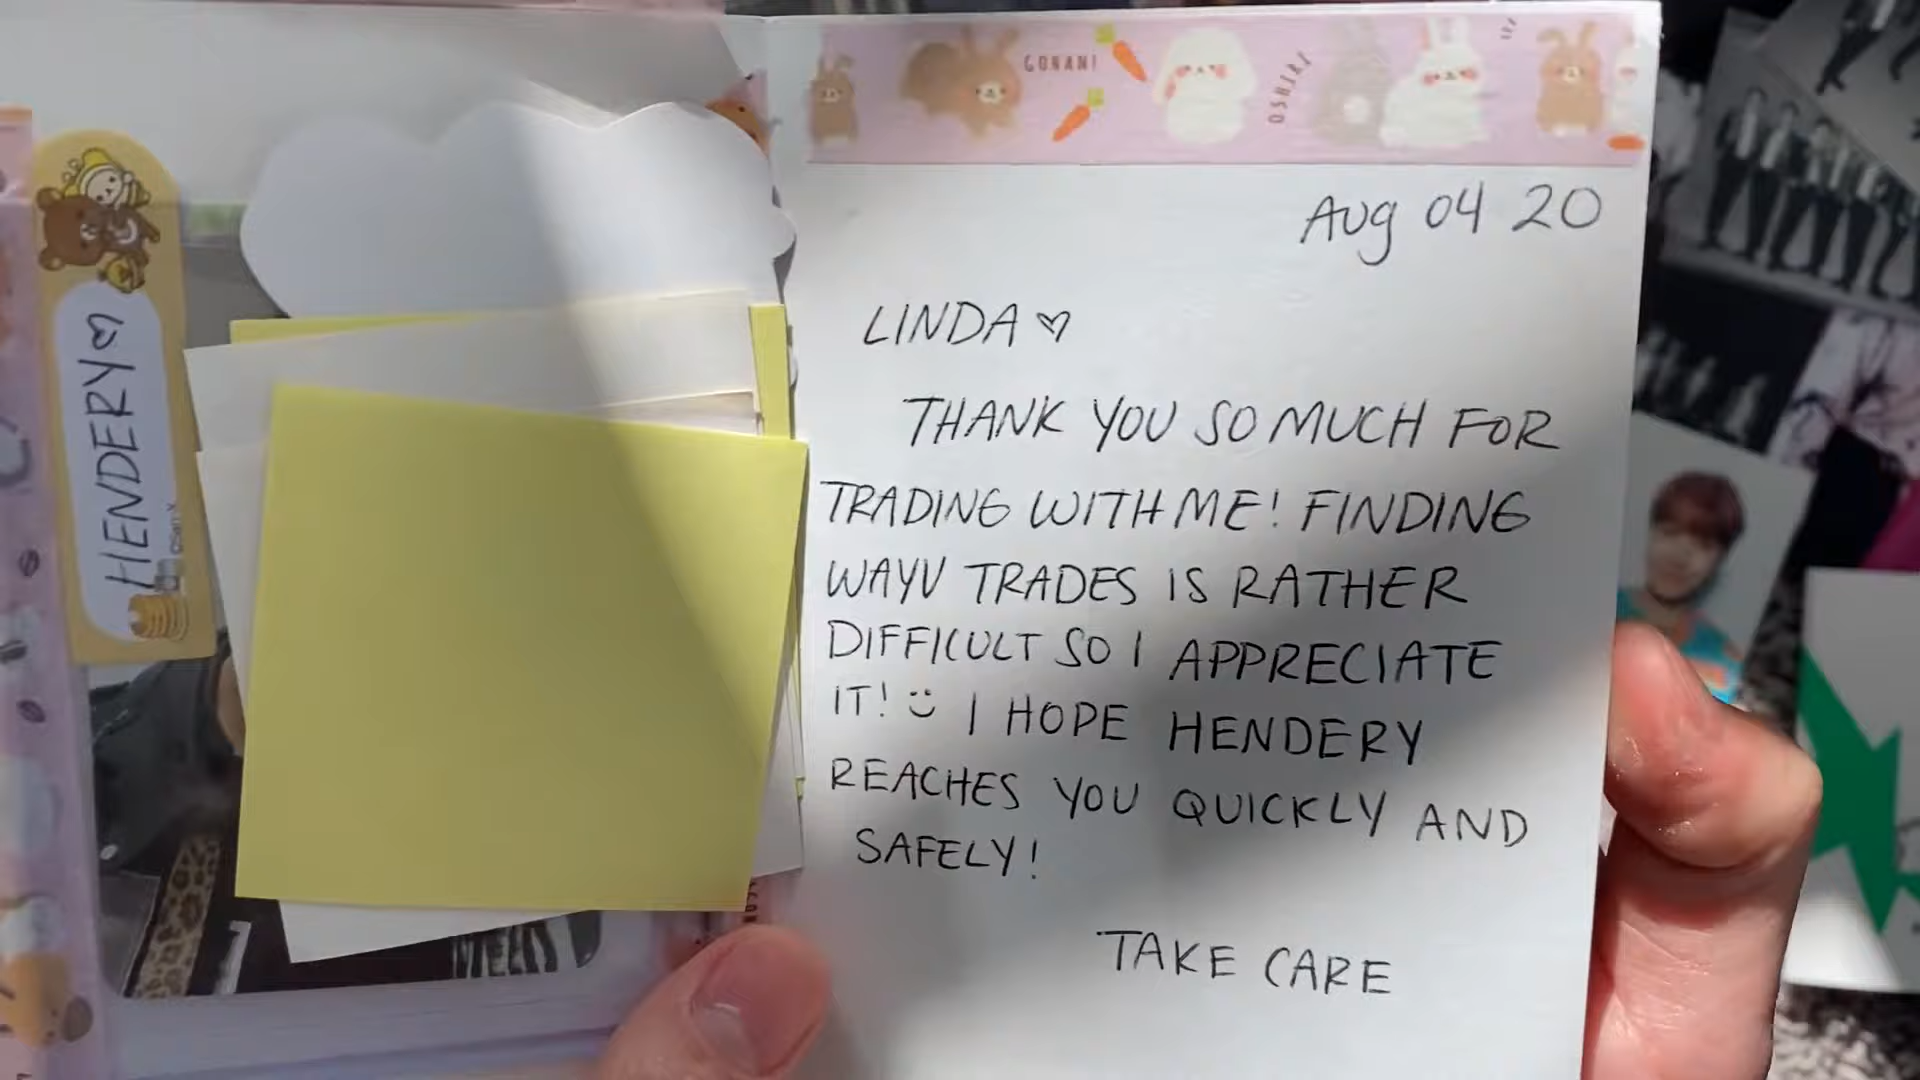 HENDERY♡
GONANI
OSHIRI
Aug 04 20
LINDA ♡
THANK YOU SO MUCH FOR
TRADING WITH ME! FINDING
WAYV TRADES IS RATHER
DIFFICULT SO I APPRECIATE
IT! ツ I HOPE HENDERY
REACHES YOU QUICKLY AND
SAFELY!
TAKE CARE